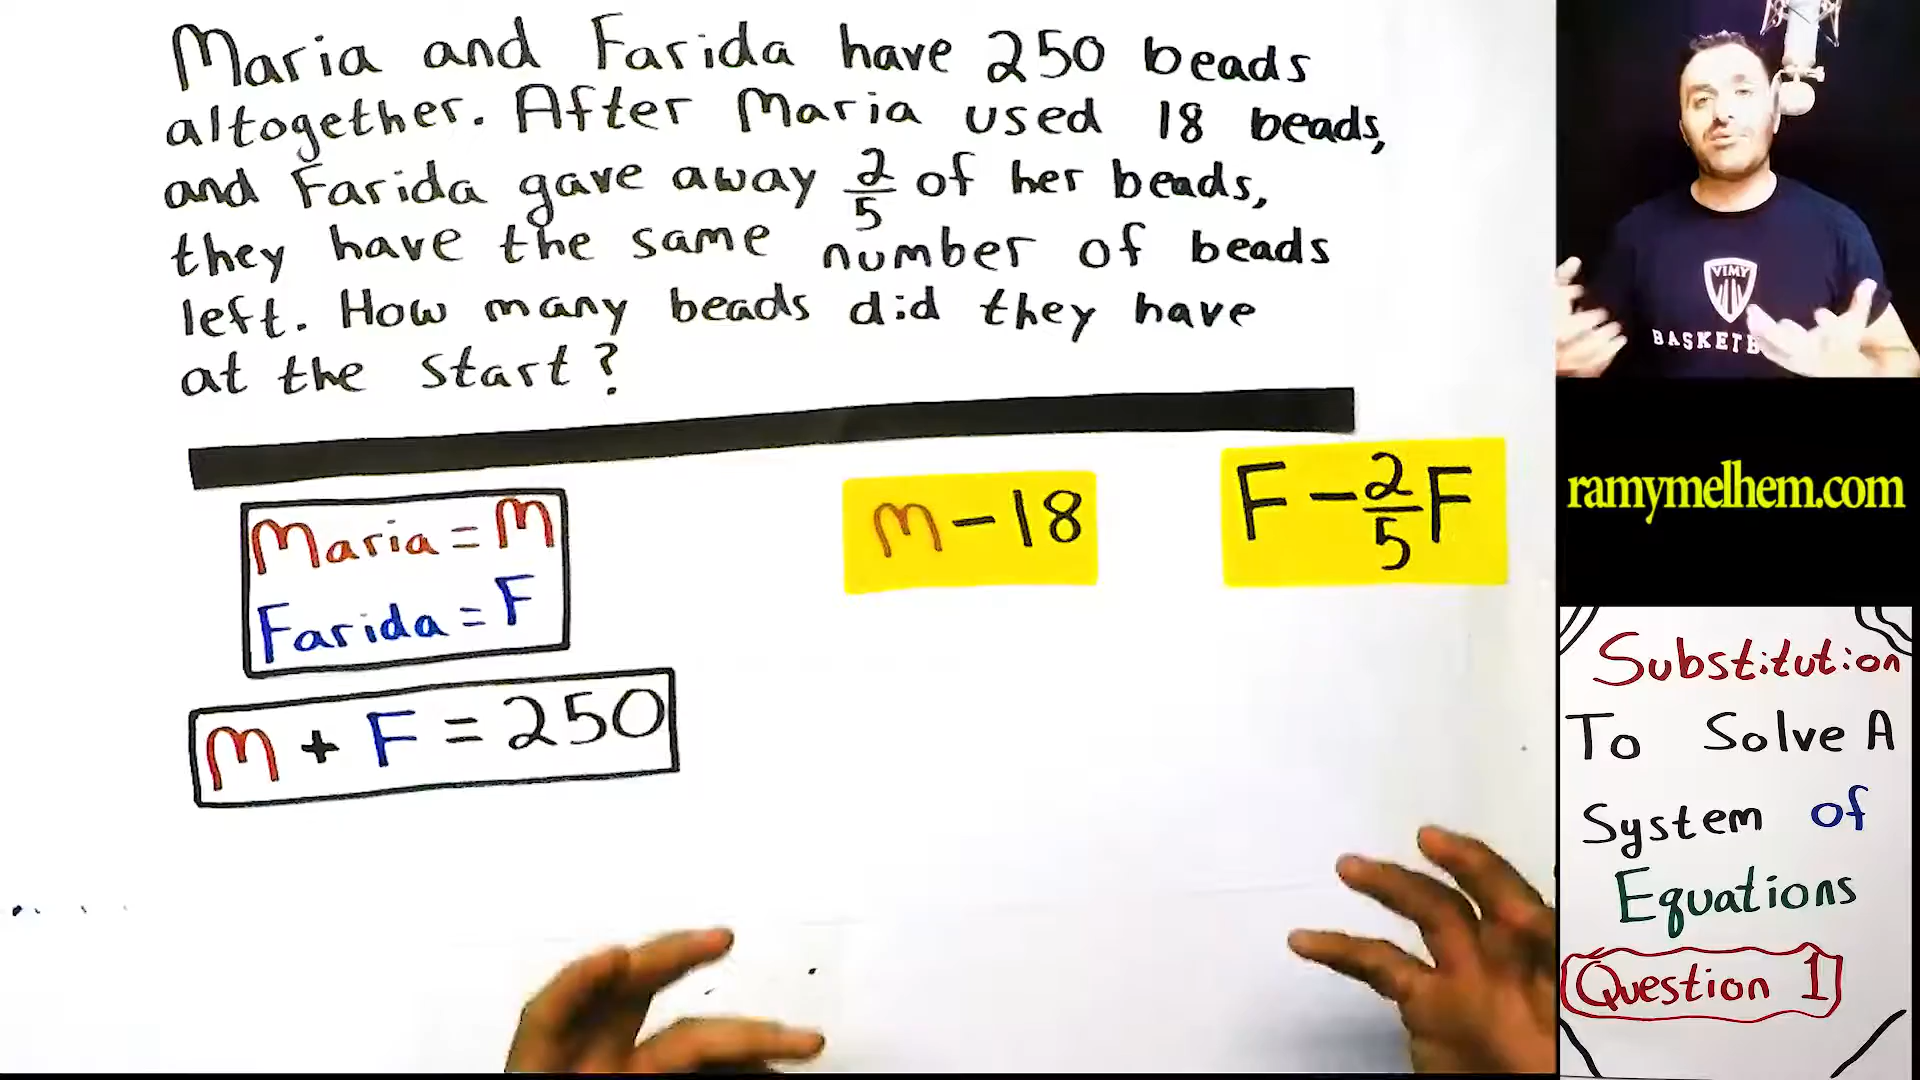 Maria and Farida have 250 beads
altogether. After Maria used 18 beads,
and Farida gave away 2/5 of her beads,
they have the same number of beads
left. How many beads did they have
at the start?
Maria = M
Farida = F
M + F = 250
M - 18
F - 2/5 F
VIMY
BASKETB
ramymelhem.com
Substitution
To Solve A
System of
Equations
Question 1